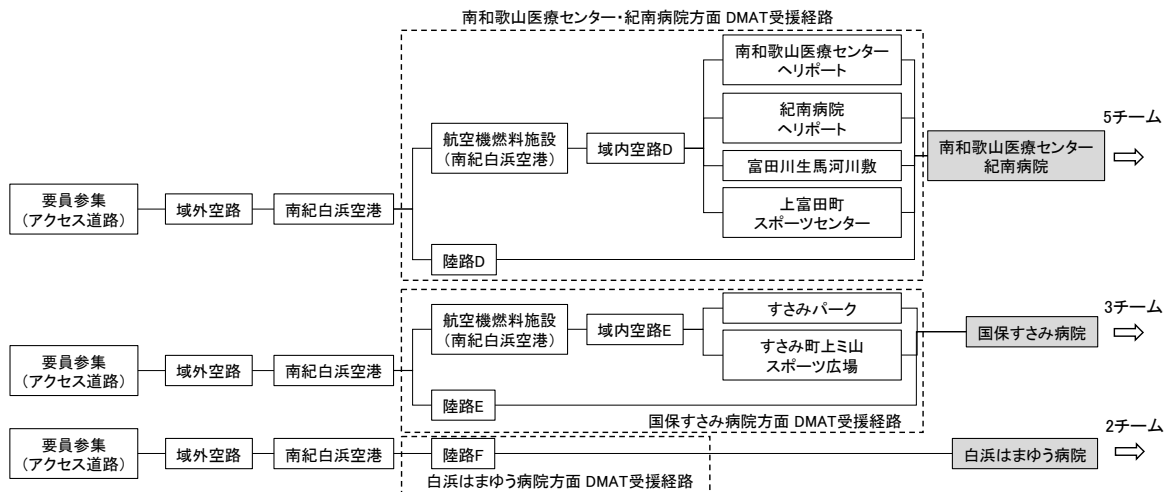 南和歌山医療センター・紀南病院方面 DMAT受援経路
南和歌山医療センター
ヘリポート
紀南病院
ヘリポート
航空機燃料施設
(南紀白浜空港)
域内空路D
富田川生馬河川敷
上富田町
スポーツセンター
5チーム
南和歌山医療センター
紀南病院
要員参集
(アクセス道路)
域外空路
南紀白浜空港
陸路D
航空機燃料施設
(南紀白浜空港)
域内空路E
すさみパーク
すさみ町上ミ山
スポーツ広場
3チーム
国保すさみ病院
要員参集
(アクセス道路)
域外空路
南紀白浜空港
陸路E
国保すさみ病院方面 DMAT受援経路
2チーム
要員参集
(アクセス道路)
域外空路
南紀白浜空港
陸路F
白浜はまゆう病院
白浜はまゆう病院方面 DMAT受援経路